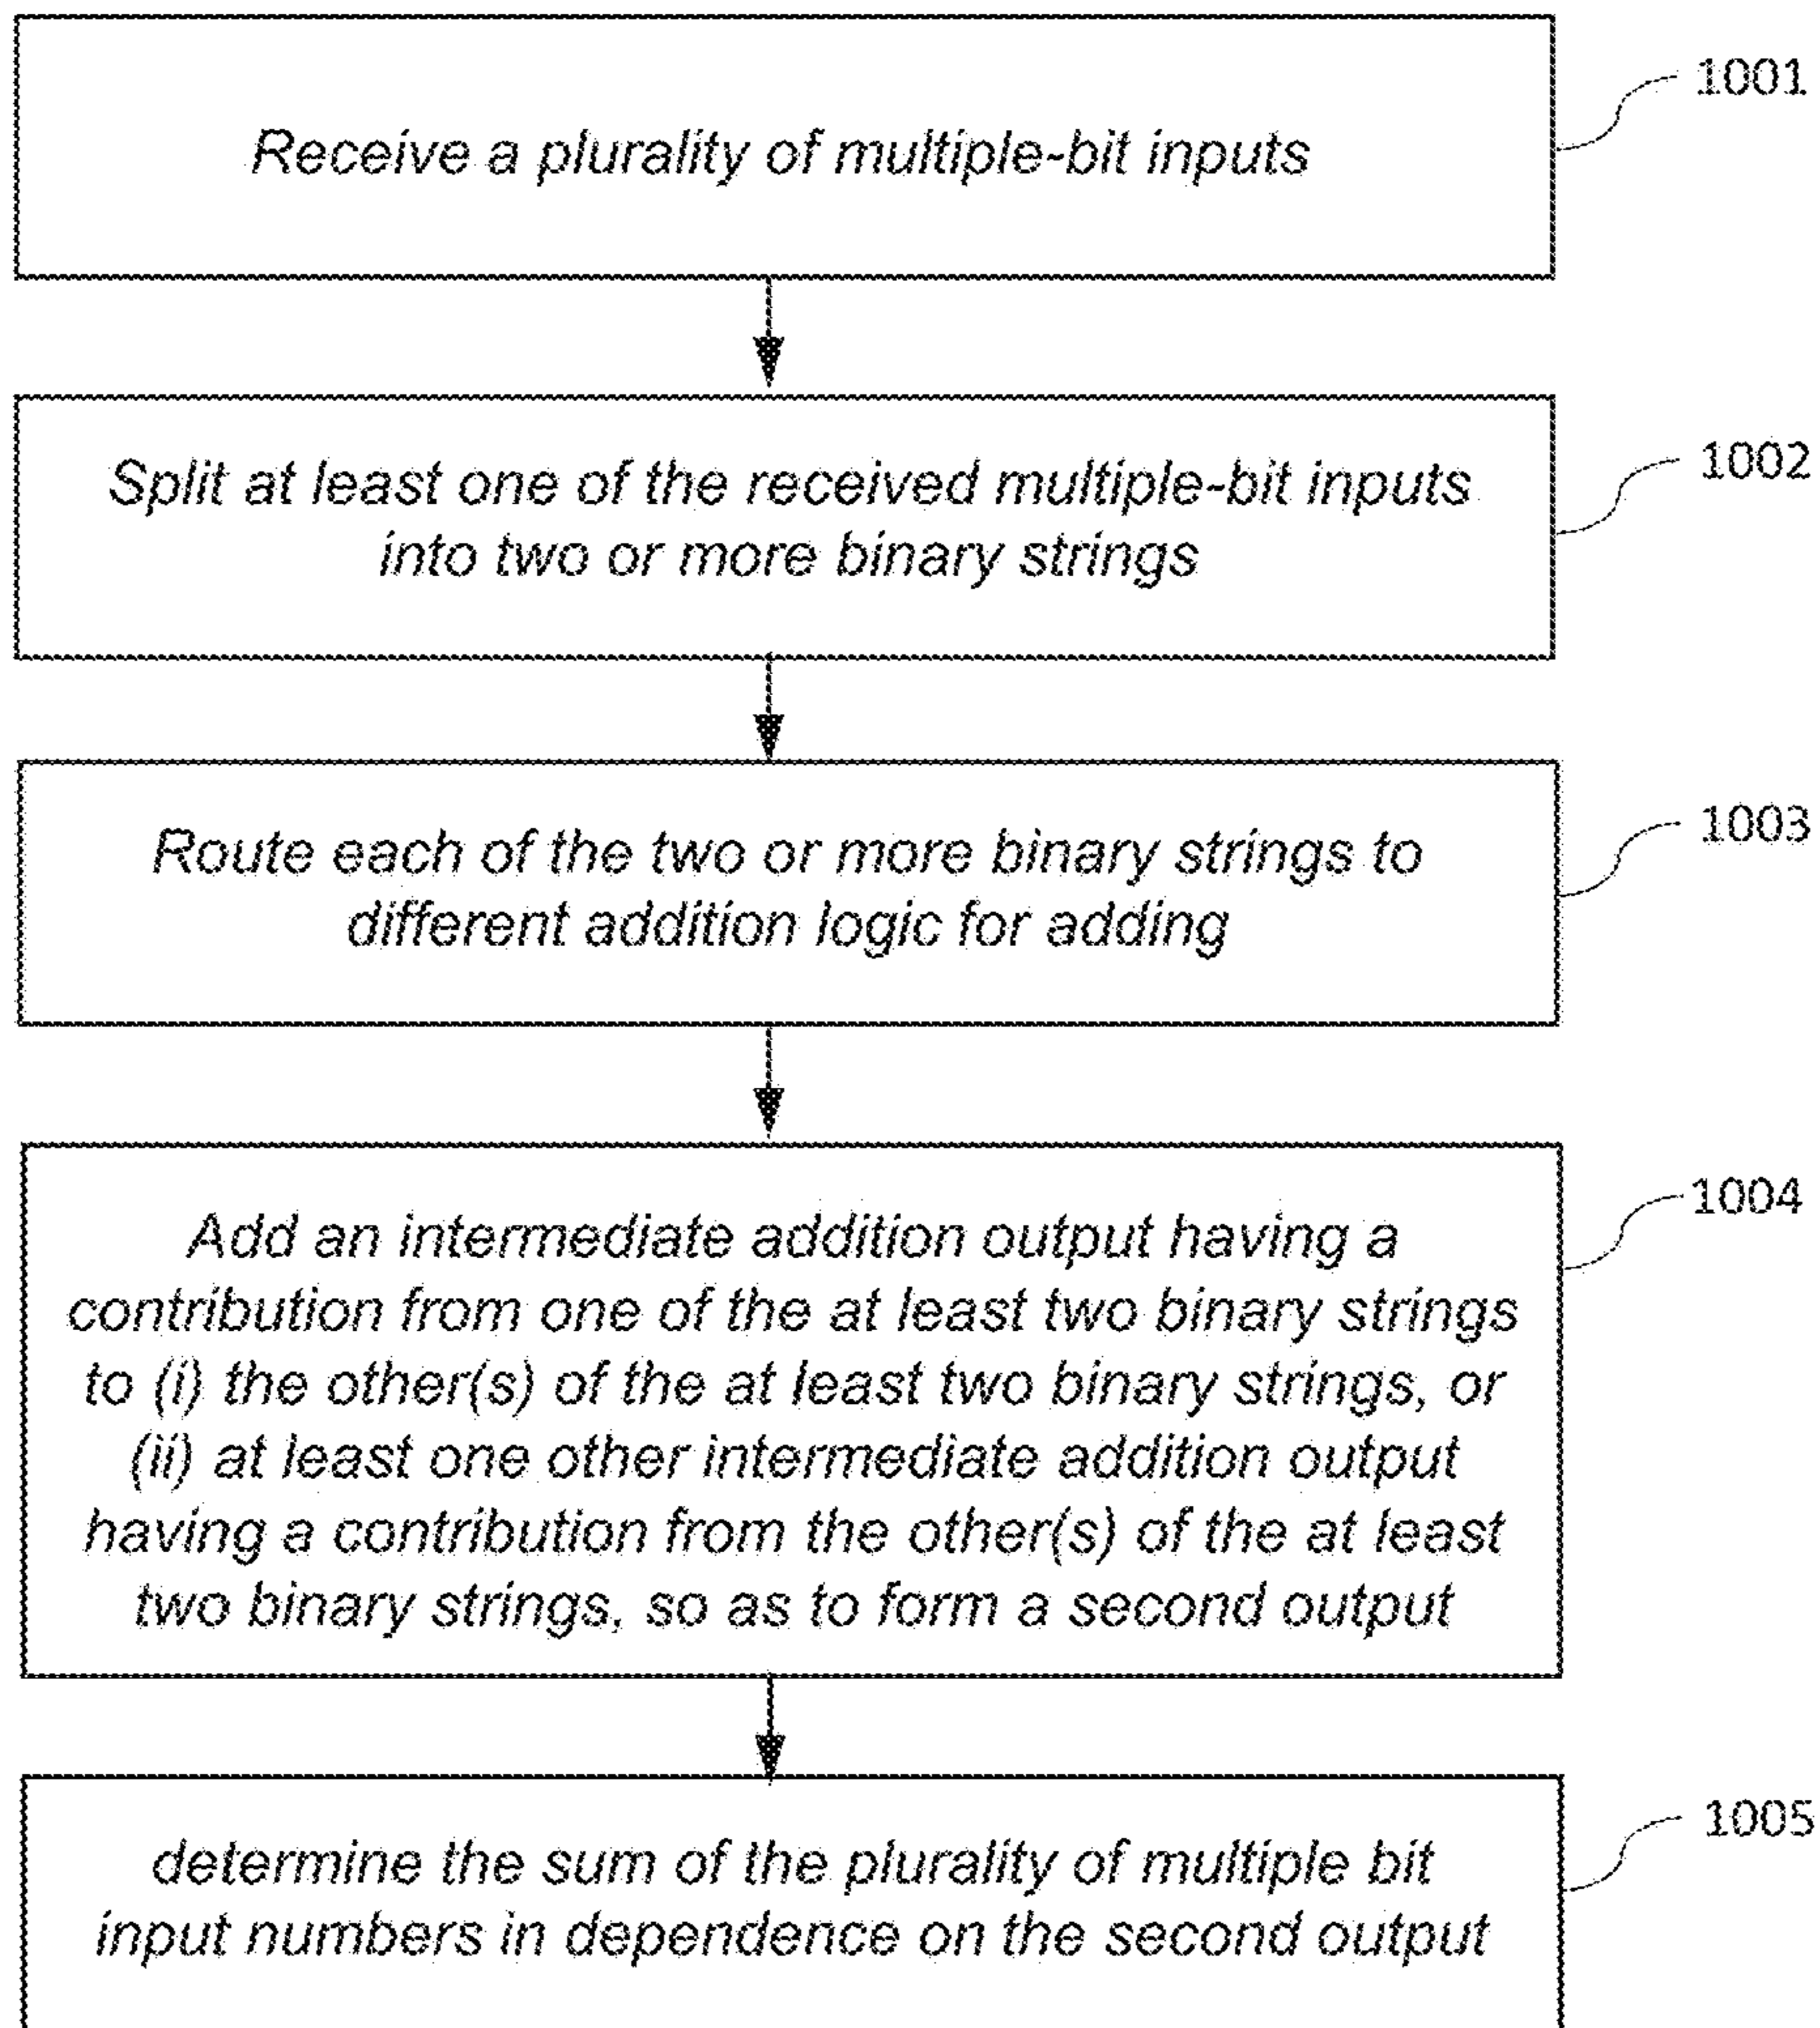 Receive a plurality of multiple-bit inputs
1001
Split at least one of the received multiple-bit inputs
into two or more binary strings
1002
Route each of the two or more binary strings to
different addition logic for adding
1003
Add an intermediate addition output having a
contribution from one of the at least two binary strings
to (i) the other(s) of the at least two binary strings, or
(ii) at least one other intermediate addition output
having a contribution from the other(s) of the at least
two binary strings, so as to form a second output
1004
determine the sum of the plurality of multiple bit
input numbers in dependence on the second output
1005